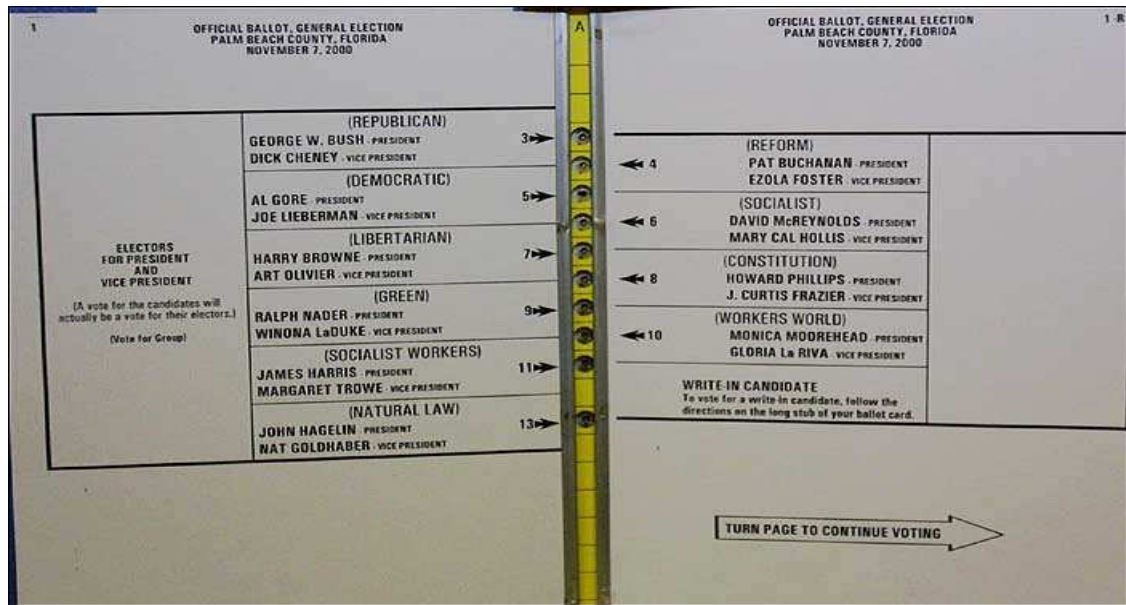 1
OFFICIAL BALLOT, GENERAL ELECTION
PALM BEACH COUNTY, FLORIDA
NOVEMBER 7, 2000
ELECTORS
FOR PRESIDENT
AND
VICE PRESIDENT
(A vote for the candidates will
actually be a vote for their electors.)
(Vote for Group)
(REPUBLICAN)
GEORGE W. BUSH - PRESIDENT
DICK CHENEY - VICE PRESIDENT
3
(DEMOCRATIC)
AL GORE - PRESIDENT
JOE LIEBERMAN - VICE PRESIDENT
5
(LIBERTARIAN)
HARRY BROWNE - PRESIDENT
ART OLIVIER - VICE PRESIDENT
7
(GREEN)
RALPH NADER - PRESIDENT
WINONA LaDUKE - VICE PRESIDENT
9
(SOCIALIST WORKERS)
JAMES HARRIS - PRESIDENT
MARGARET TROWE - VICE PRESIDENT
11
(NATURAL LAW)
JOHN HAGELIN - PRESIDENT
NAT GOLDHABER - VICE PRESIDENT
13
A
OFFICIAL BALLOT, GENERAL ELECTION
PALM BEACH COUNTY, FLORIDA
NOVEMBER 7, 2000
1-R
(REFORM)
4 PAT BUCHANAN - PRESIDENT
EZOLA FOSTER - VICE PRESIDENT
(SOCIALIST)
6 DAVID McREYNOLDS - PRESIDENT
MARY CAL HOLLIS - VICE PRESIDENT
(CONSTITUTION)
8 HOWARD PHILLIPS - PRESIDENT
J. CURTIS FRAZIER - VICE PRESIDENT
(WORKERS WORLD)
10 MONICA MOOREHEAD - PRESIDENT
GLORIA La RIVA - VICE PRESIDENT
WRITE-IN CANDIDATE
To vote for a write-in candidate, follow the
directions on the long stub of your ballot card.
TURN PAGE TO CONTINUE VOTING